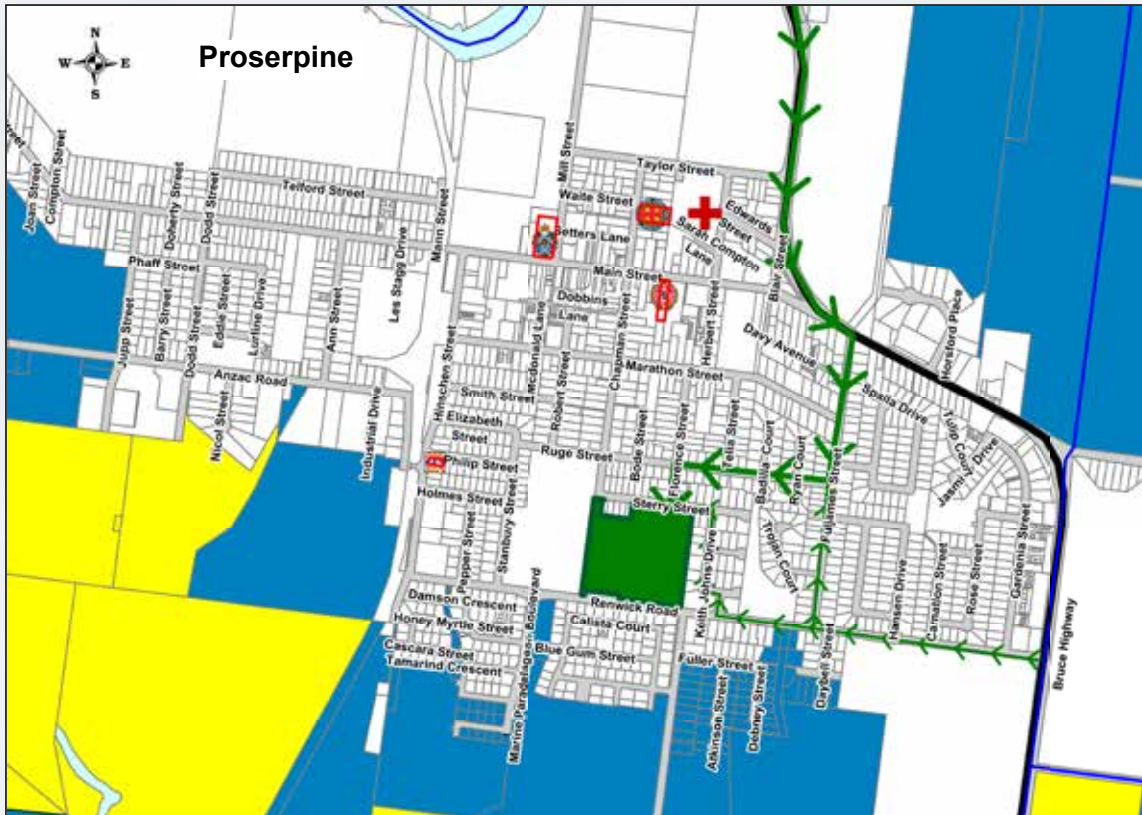 Proserpine
N
W E
S
Street
Joan Street
Compton Street
Doherty Street
Dodd Street
Telford Street
Les Stagg Drive
Mann Street
Mill Street
Taylor Street
Waite Street
Setters Lane
Edwards
Street
Sarah Compton
Lane
Blair Street
Main Street
Dobbins
Lane
Phaff Street
Jupp Street
Barry Street
Dodd Street
Eddie Street
Lorline Drive
Ann Street
Anzac Road
Nicol Street
Industrial Drive
Hinschen Street
Mcdonald Lane
Robert Street
Chapman Street
Herbert Street
Marathon Street
Davy Avenue
Horsford Place
Spslla Drive
Tulip Court
Jasmine Drive
Smith Street
Elizabeth
Street
Philip Street
Ruge Street
Bode Street
Florence Street
Telia Street
Badilla Court
Ryan Court
Fuljames Street
Holmes Street
Sterry Street
Pepper Street
Stanbury Street
Keith Johns Drive
Trojan Court
Hansen Drive
Carnation Street
Rose Street
Gardenia Street
Damson Crescent
Renwick Road
Honey Myrtle Street
Calista Court
Cascara Street
Blue Gum Street
Tamarind Crescent
Fuller Street
Daybell Street
Atkinson Street
Debney Street
Bruce Highway